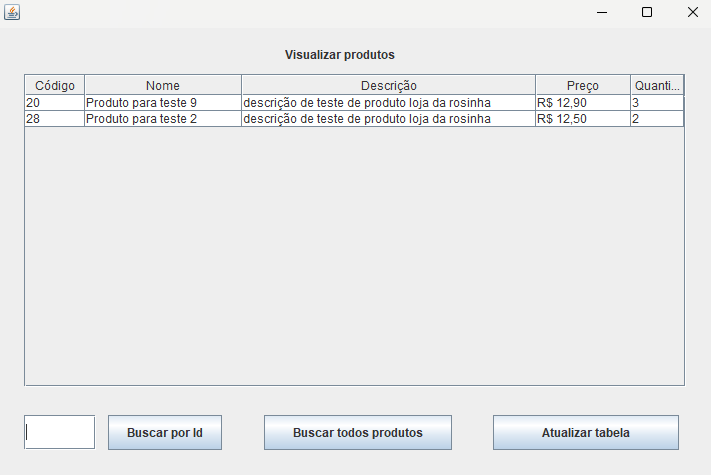 Visualizar produtos
Código Nome Descrição Preço Quanti...
20 Produto para teste 9 descrição de teste de produto loja da rosinha R$ 12,90 3
28 Produto para teste 2 descrição de teste de produto loja da rosinha R$ 12,50 2
Buscar por Id Buscar todos produtos Atualizar tabela